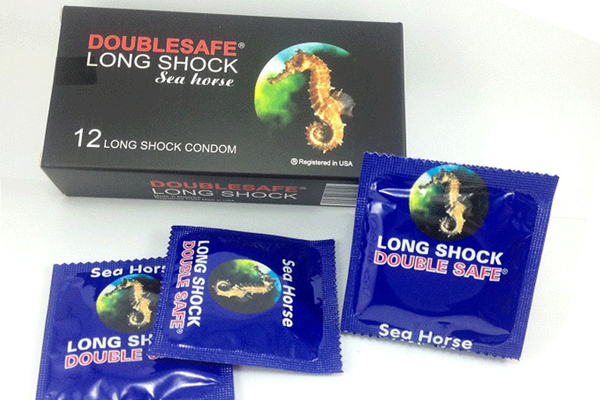 DOUBLESAFE®
LONG SHOCK
Sea horse
12 LONG SHOCK CONDOM
® Registered in USA
DOUBLESAFE®
LONG SHOCK
LONG SHOCK
DOUBLE SAFE®
Sea Horse
Sea Horse
LONG SHOCK
DOUBLE SAFE®
Sea Horse
LONG SHOCK
DOUBLE SAFE